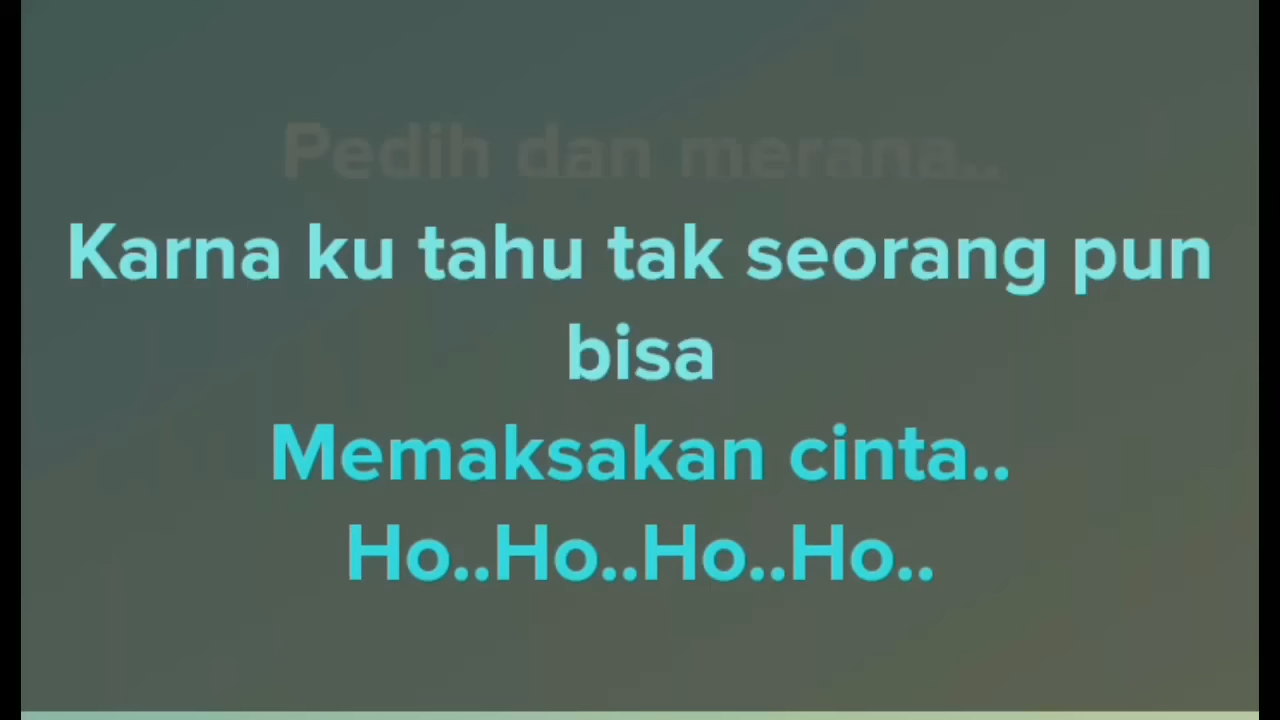 Pedih dan merana..
Karna ku tahu tak seorang pun
bisa
Memaksakan cinta..
Ho..Ho..Ho..Ho..